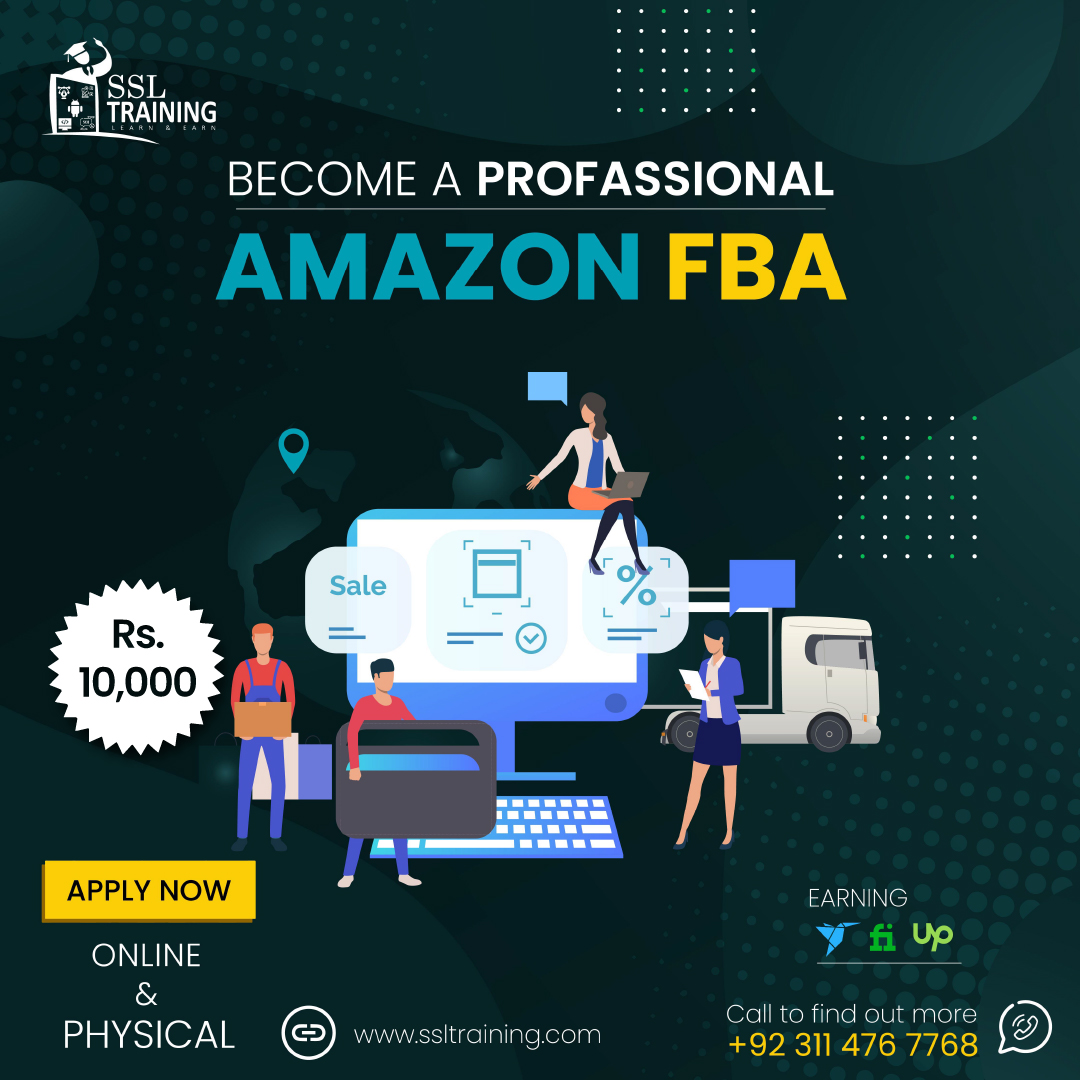 SSL
TRAINING
LEARN & EARN
BECOME A PROFASSIONAL
AMAZON FBA
Sale
%
Rs.
10,000
APPLY NOW
ONLINE
&
PHYSICAL
www.ssltraining.com
EARNING
fi
Up
Call to find out more
+92 311 476 7768